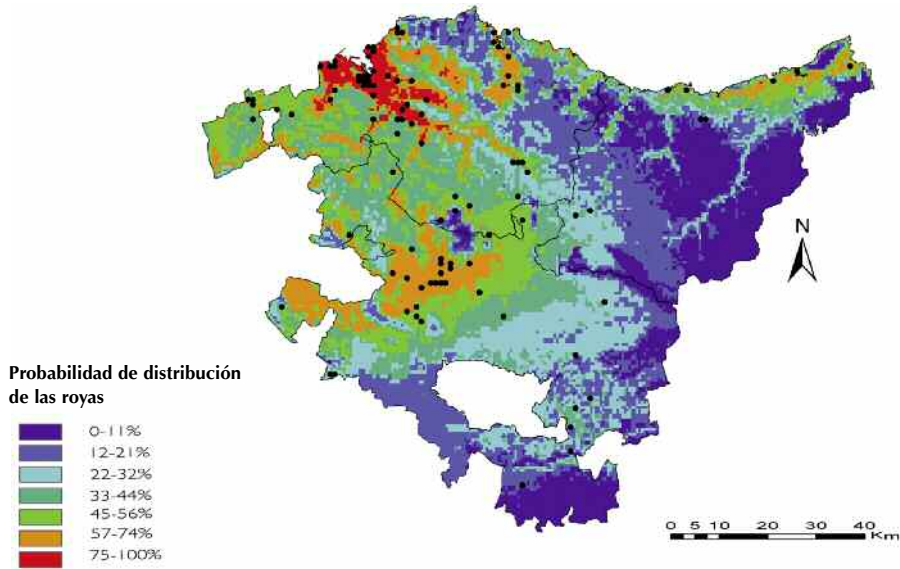 N
Probabilidad de distribución
de las royas
0-11%
12-21%
22-32%
33-44%
45-56%
57-74%
75-100%
0 5 10 20 30 40
Km